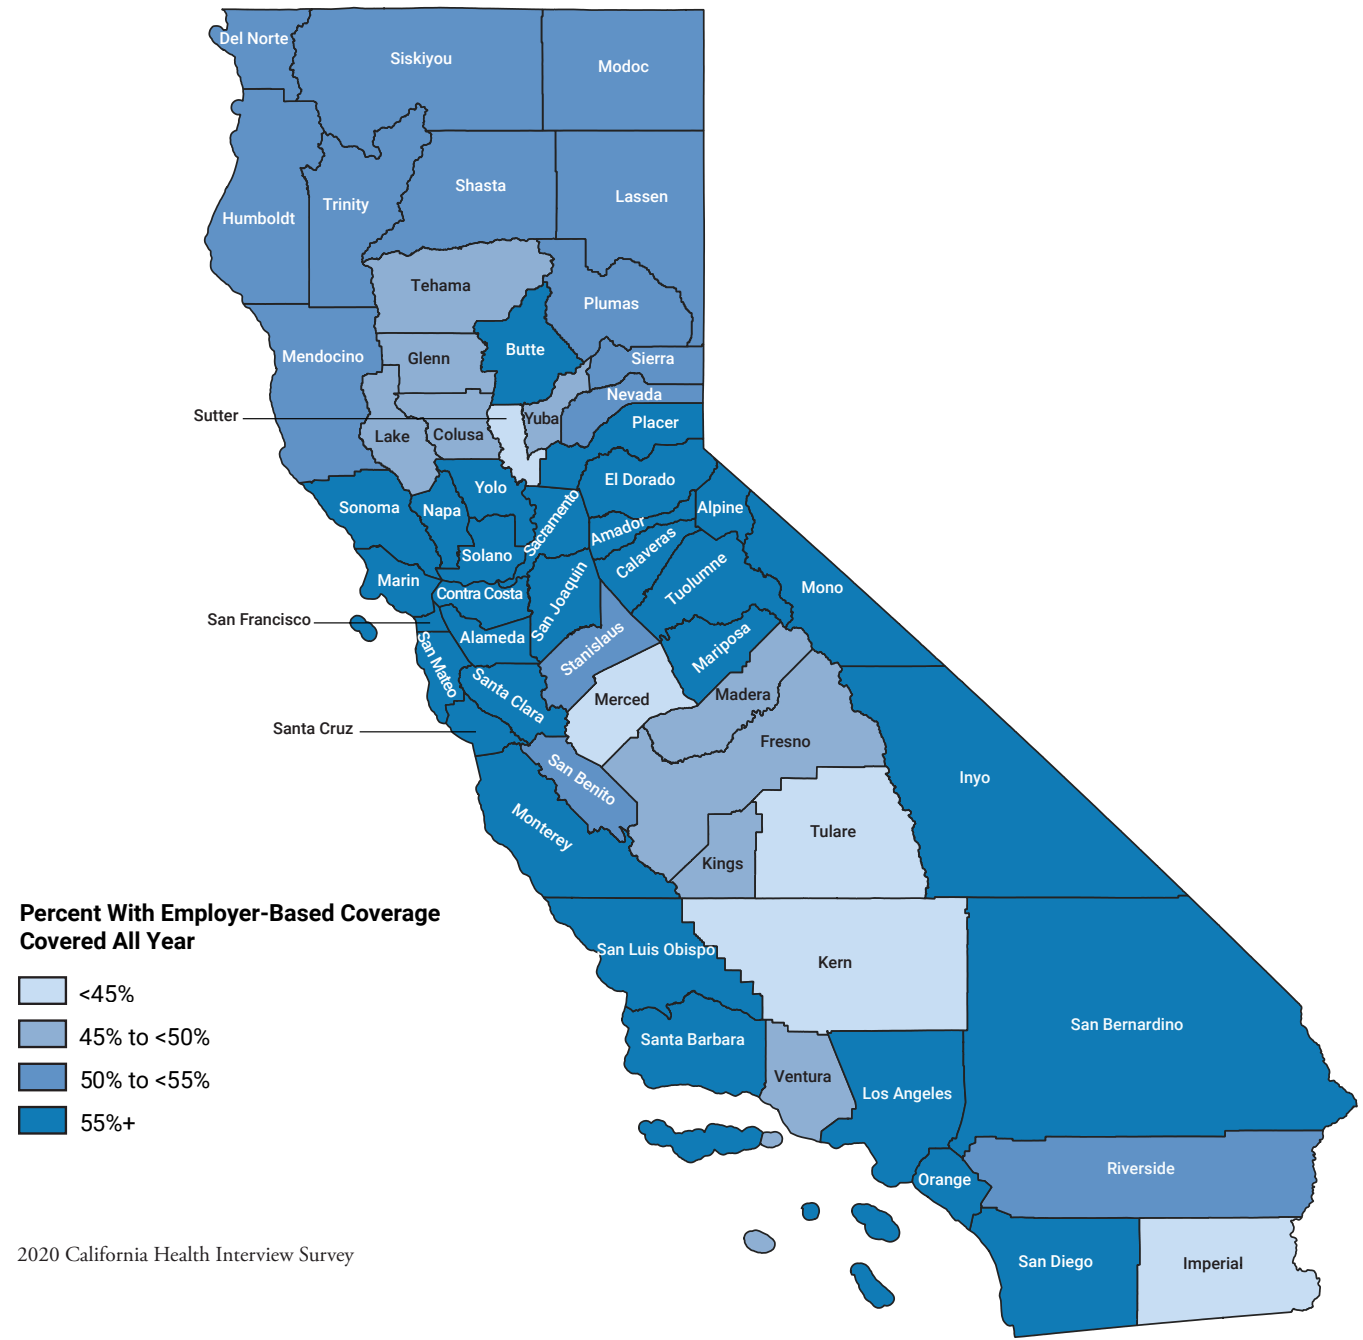 Del Norte
Siskiyou
Modoc
Shasta
Lassen
Trinity
Humboldt
Tehama
Plumas
Butte
Mendocino
Glenn
Sierra
Nevada
Sutter
Yuba
Placer
Lake
Colusa
El Dorado
Yolo
Sonoma
Napa
Alpine
Sacramento
Amador
Solano
Calaveras
Marin
Tuolumne
Mono
Contra Costa
San Joaquin
San Francisco
Alameda
Stanislaus
Mariposa
San Mateo
Santa Clara
Merced
Madera
Santa Cruz
Fresno
San Benito
Inyo
Monterey
Tulare
Kings
Percent With Employer-Based Coverage
Covered All Year
<45%
45% to <50%
50% to <55%
55%+
San Luis Obispo
Kern
San Bernardino
Santa Barbara
Ventura
Los Angeles
Riverside
Orange
San Diego
Imperial
2020 California Health Interview Survey